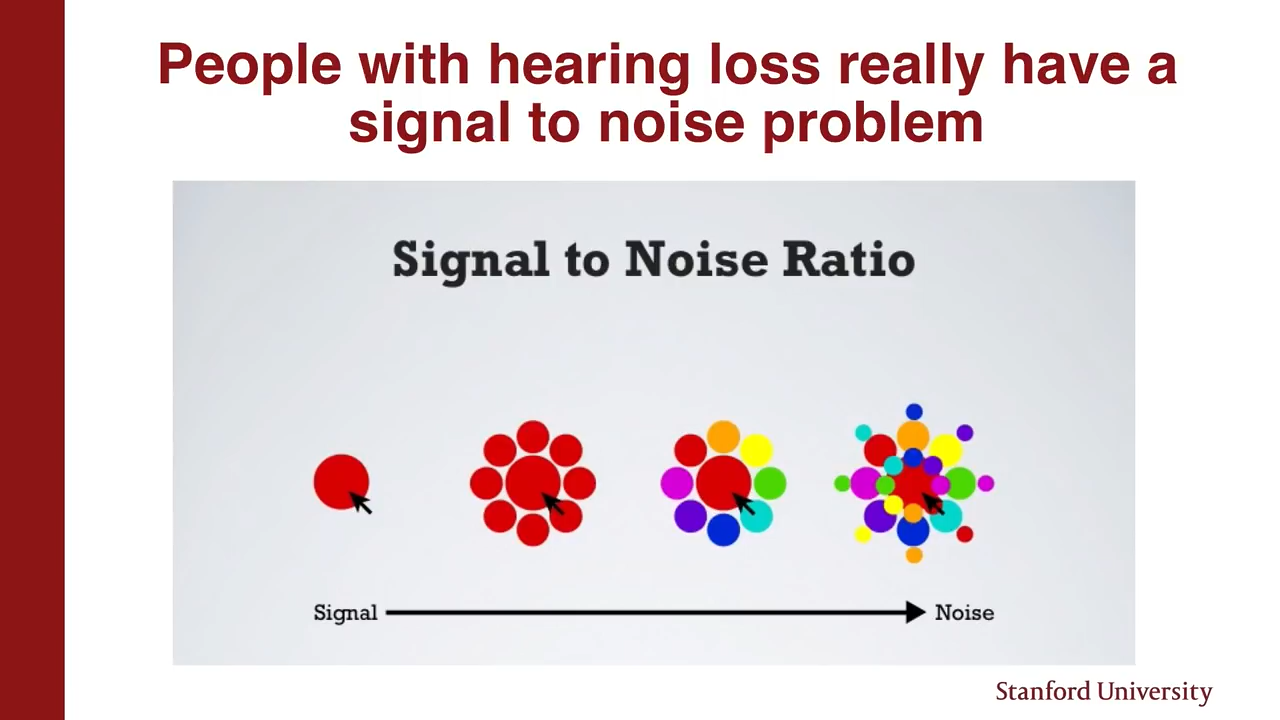 People with hearing loss really have a
signal to noise problem
Signal to Noise Ratio
Signal
Noise
Stanford University